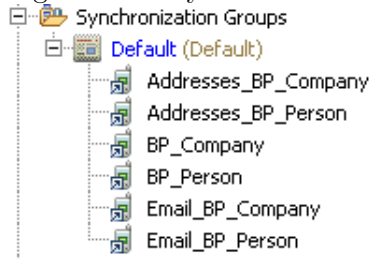 Synchronization Groups
Default (Default)
Addresses_BP_Company
Addresses_BP_Person
BP_Company
BP_Person
Email_BP_Company
Email_BP_Person